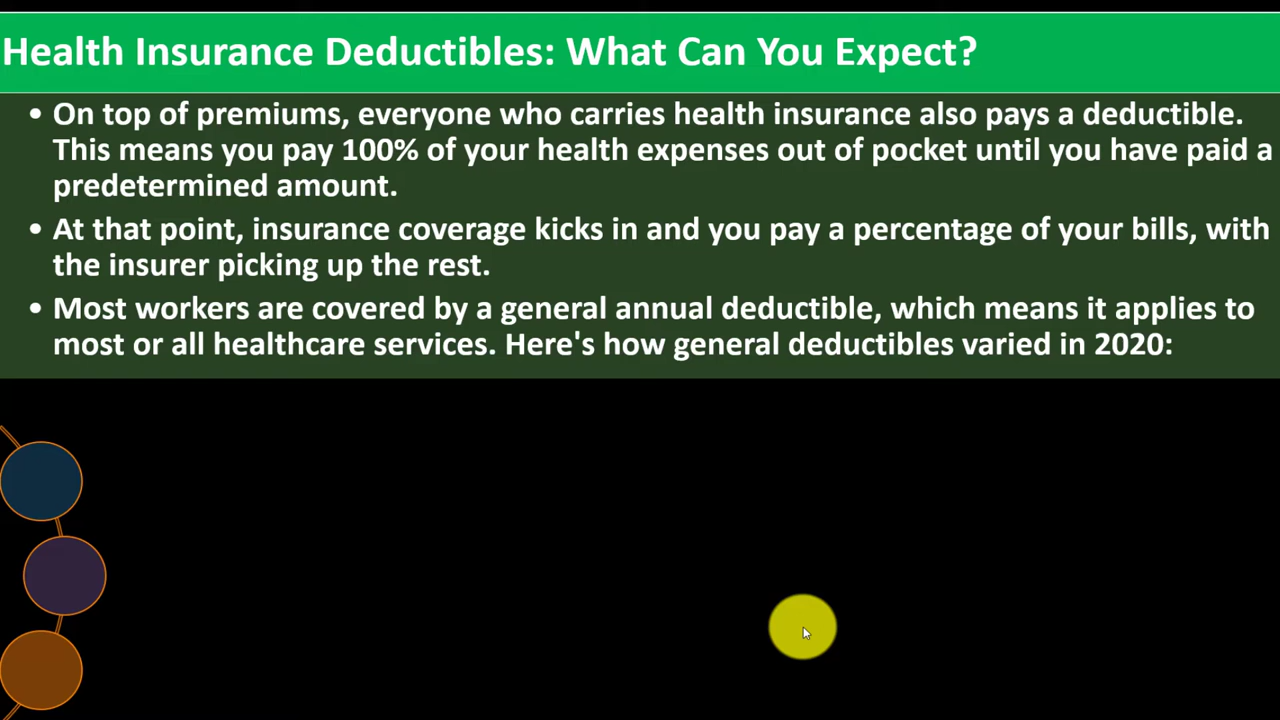 Health Insurance Deductibles: What Can You Expect?
• On top of premiums, everyone who carries health insurance also pays a deductible.
This means you pay 100% of your health expenses out of pocket until you have paid a
predetermined amount.
• At that point, insurance coverage kicks in and you pay a percentage of your bills, with
the insurer picking up the rest.
• Most workers are covered by a general annual deductible, which means it applies to
most or all healthcare services. Here's how general deductibles varied in 2020: